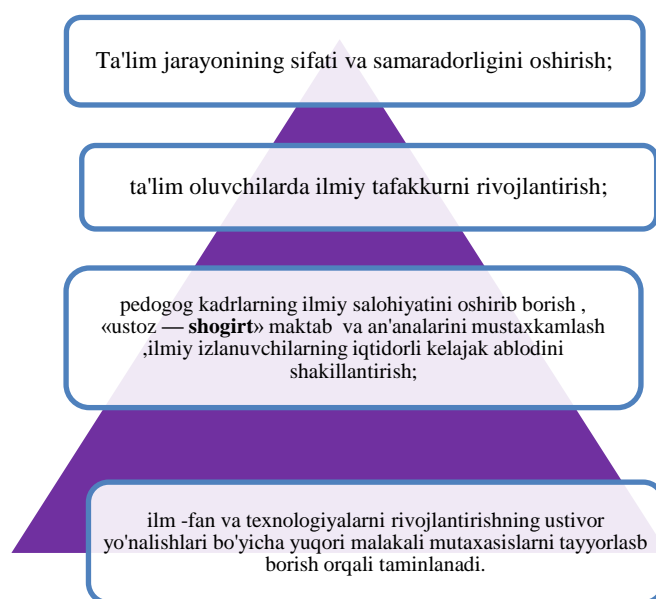 Ta'lim jarayonining sifati va samaradorligini oshirish;
ta'lim oluvchilarda ilmiy tafakkurni rivojlantirish;
pedogog kadrlarning ilmiy salohiyatini oshirib borish ,
«ustoz — shogirt» maktab va an'analarini mustaxkamlash
,ilmiy izlanuvchilarning iqtidorli kelajak ablodini
shakillantirish;
ilm -fan va texnologiyalarni rivojlantirishning ustivor
yo'nalishlari bo'yicha yuqori malakali mutaxasislarni tayyorlasb
borish orqali taminlanadi.